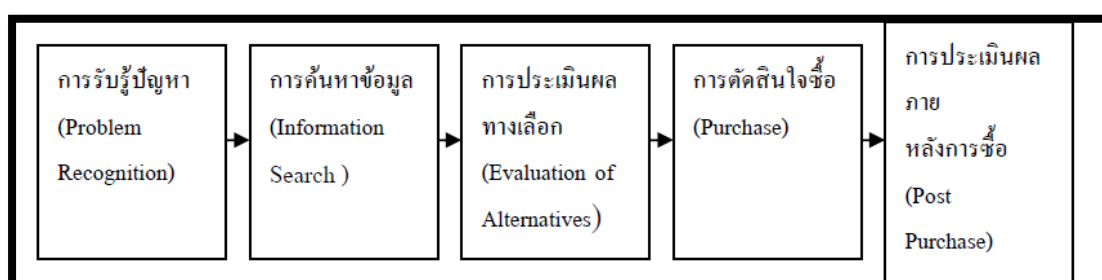 การรับรู้ปัญหา
(Problem
Recognition)
การค้นหาข้อมูล
(Information
Search )
การประเมินผล
ทางเลือก
(Evaluation of
Alternatives)
การตัดสินใจซื้อ
(Purchase)
การประเมินผล
ภาย
หลังการซื้อ
(Post
Purchase)